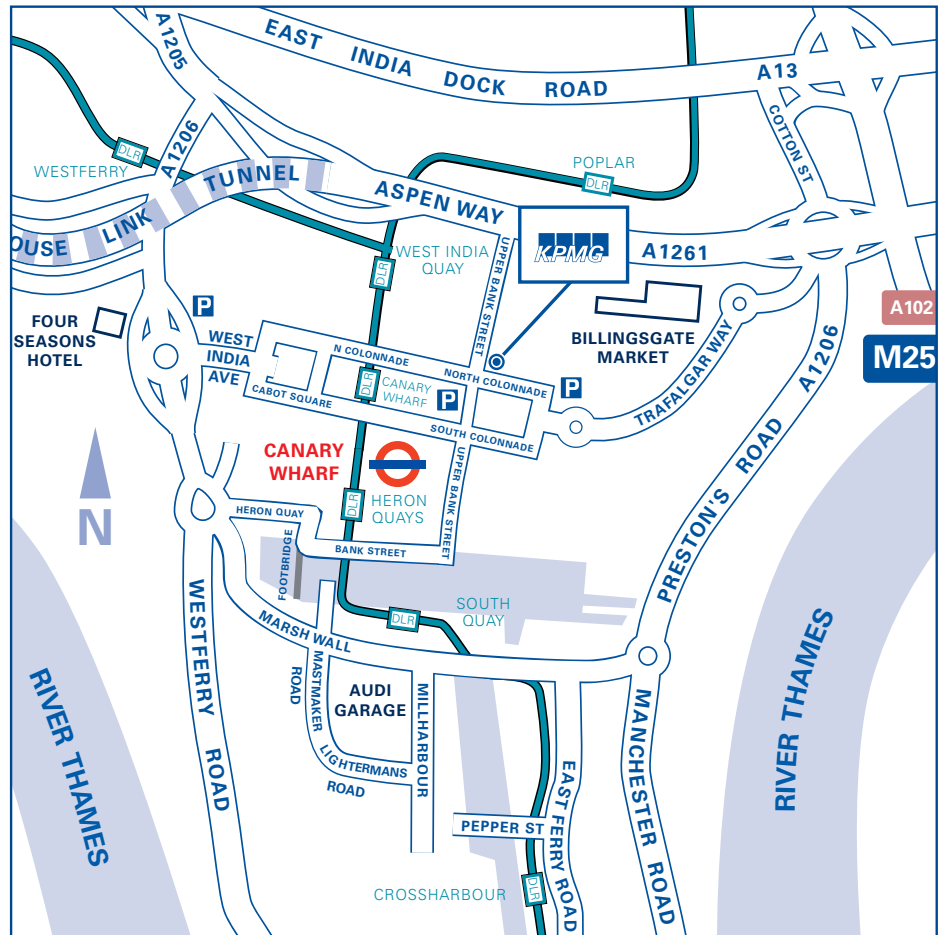 A1205
EAST INDIA DOCK ROAD
A13
COTTON ST
A1206
DLR
WESTFERRY
POPLAR
DLR
TUNNEL
LINK
OUSE
ASPEN WAY
KPMG
A1261
UPPER BANK STREET
WEST INDIA
QUAY
DLR
A102
M25
FOUR
SEASONS
HOTEL
P
BILLINGSGATE
MARKET
TRAFALGAR WAY
A1206
WEST
INDIA
AVE
N COLONNADE
NORTH COLONNADE
P
DLR
CANARY
WHARF
P
CABOT SQUARE
SOUTH COLONNADE
CANARY
WHARF
UPPER BANK STREET
DLR
HERON
QUAYS
N
HERON QUAY
BANK STREET
FOOTBRIDGE
PRESTON'S ROAD
WESTFERRY ROAD
MARSH WALL
DLR
SOUTH
QUAY
RIVER THAMES
MASTMAKER
ROAD
AUDI
GARAGE
MILLHARBOUR
LIGHTERMANS
ROAD
MANCHESTER ROAD
RIVER THAMES
EAST FERRY ROAD
PEPPER ST
CROSSHARBOUR
DLR